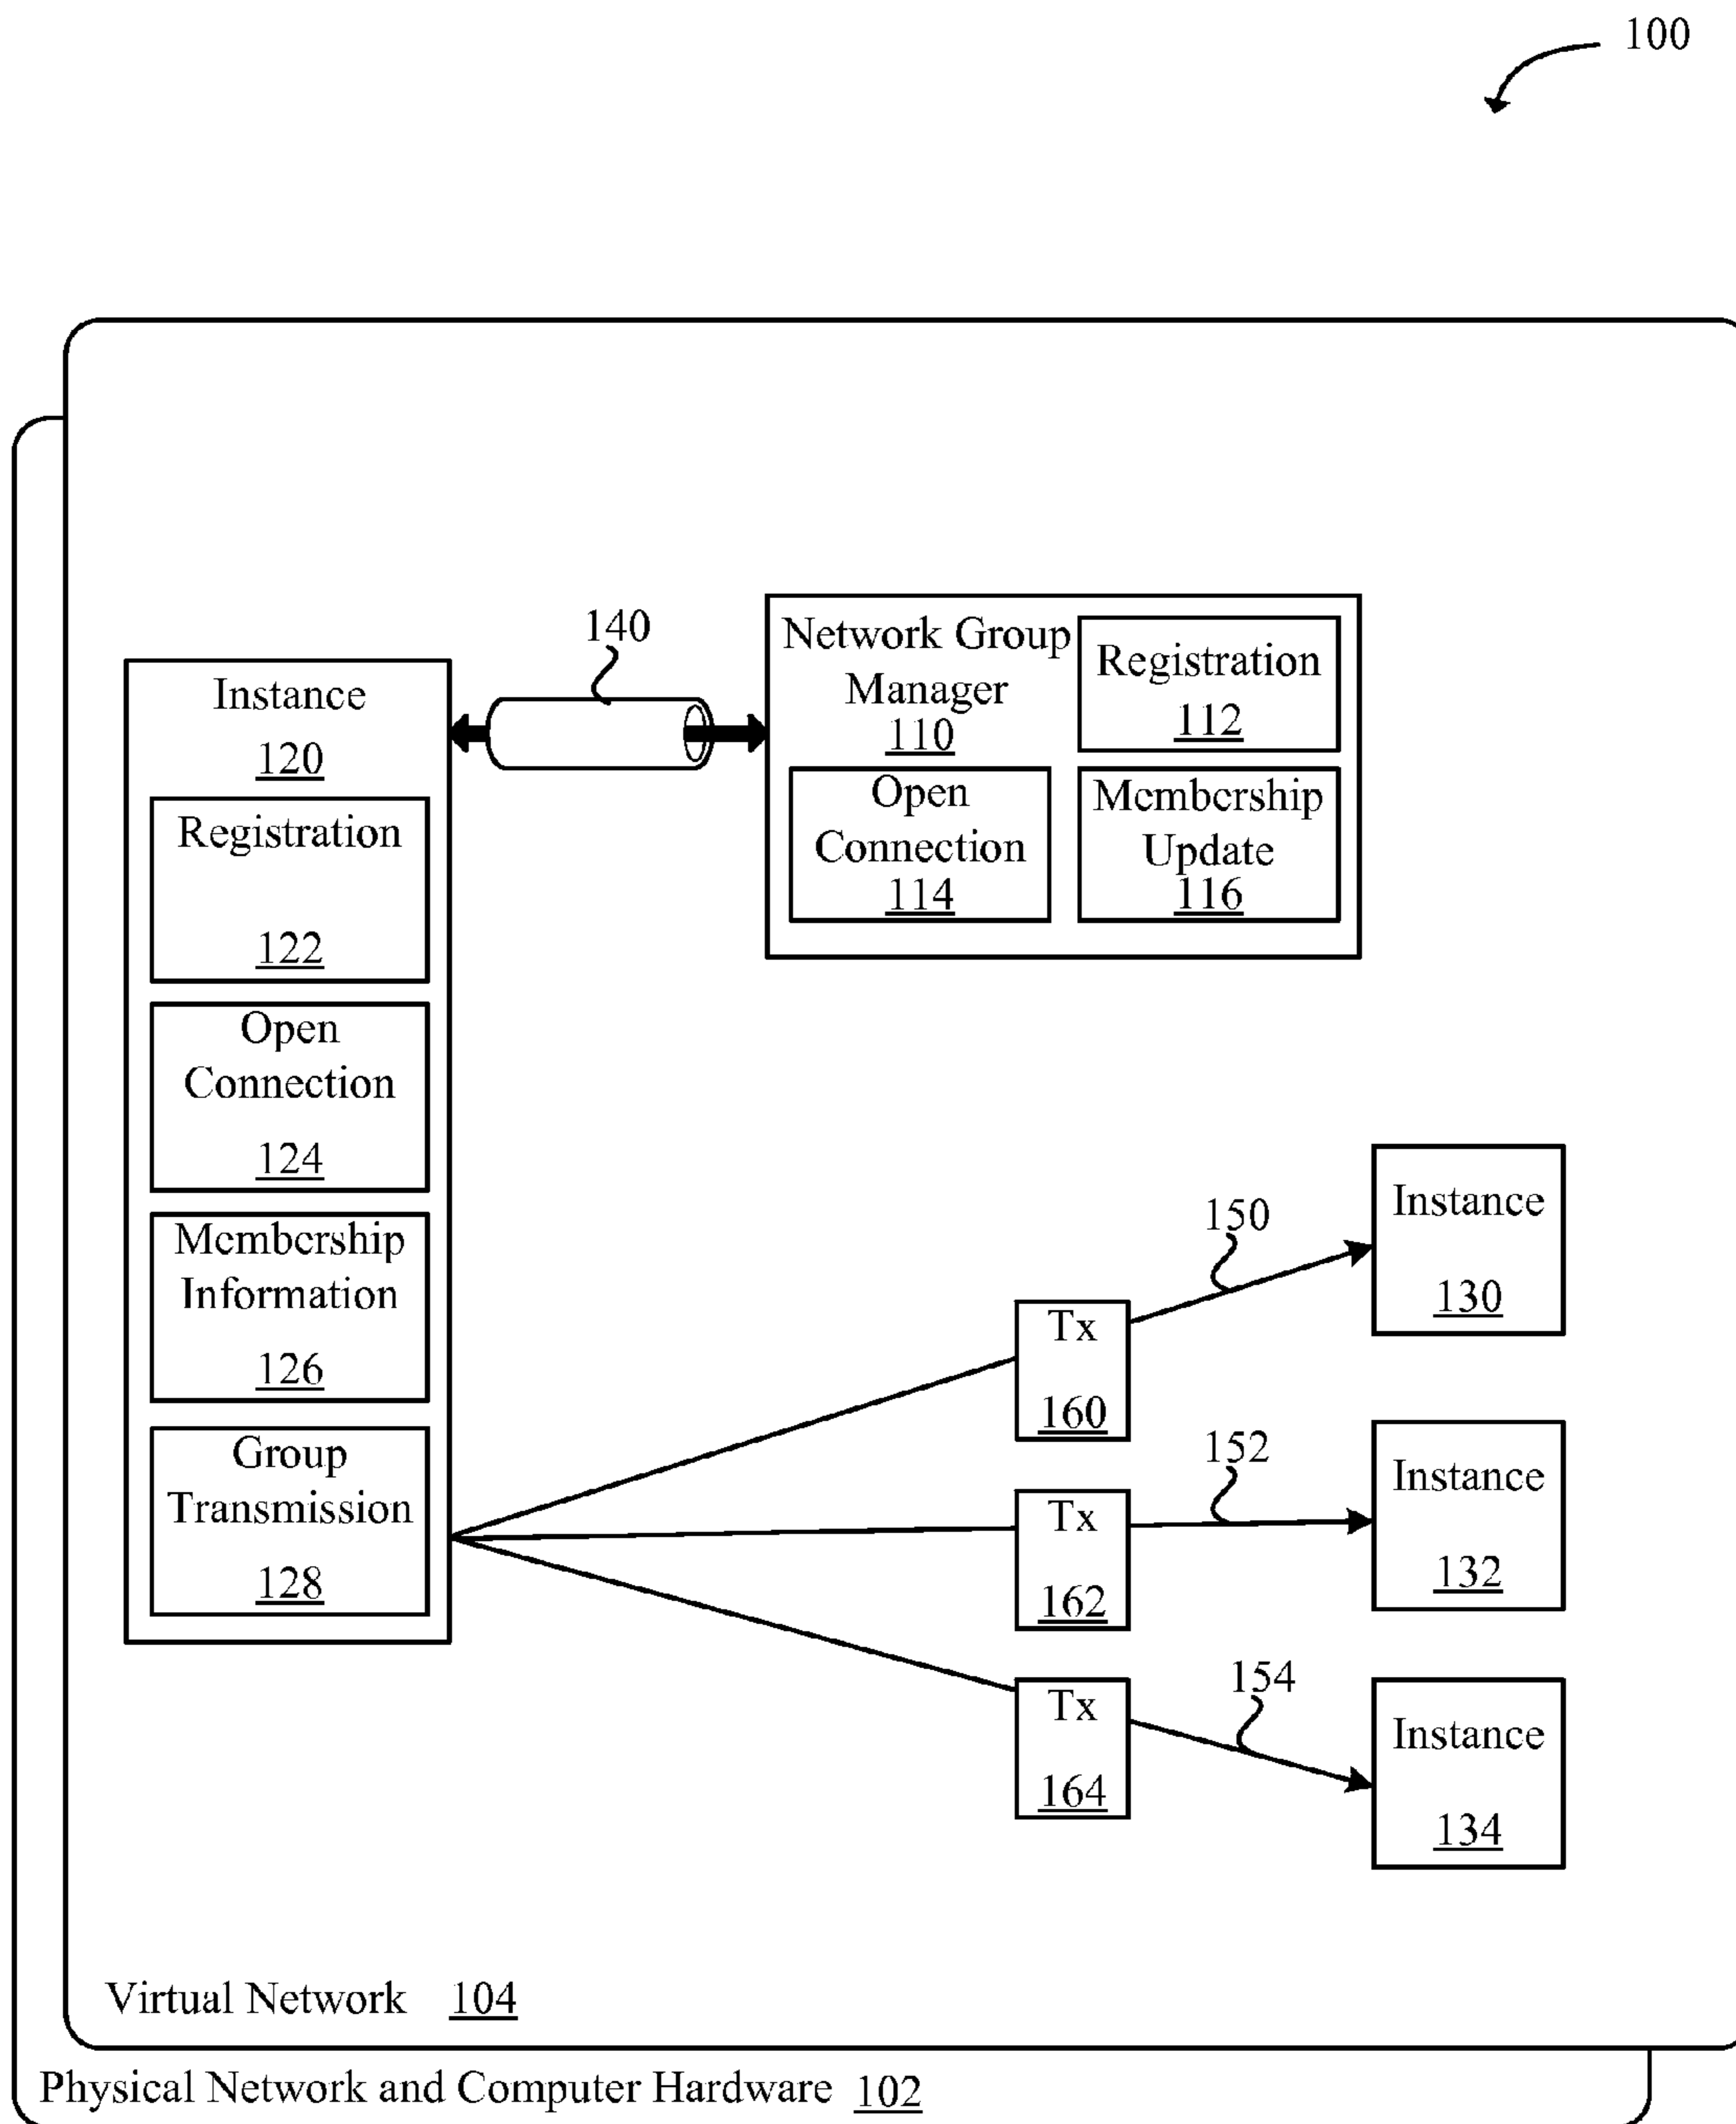 100
140
Network Group
Manager
110
Registration
112
Open
Connection
114
Membership
Update
116
Instance
120
Registration
122
Open
Connection
124
Membership
Information
126
Group
Transmission
128
150
Instance
130
Tx
160
152
Instance
132
Tx
162
154
Instance
134
Tx
164
Virtual Network 104
Physical Network and Computer Hardware 102